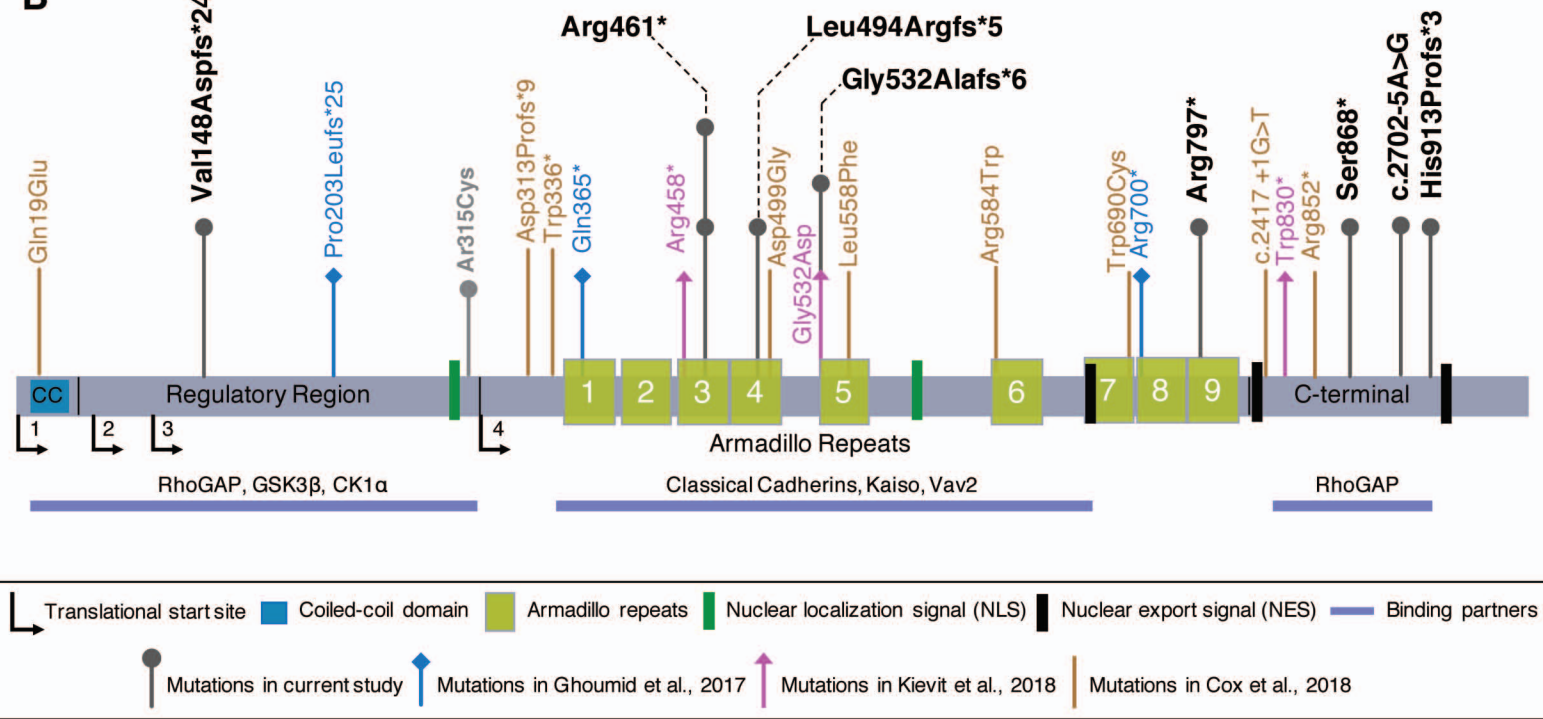 B
Arg461*
Leu494Argfs*5
Gly532Alafs*6
Gln19Glu
Val148Aspfs*24
Pro203Leufs*25
Ar315Cys
Asp313Profs*9
Trp336*
Gln365*
Arg458*
Asp499Gly
Gly532Asp
Leu558Phe
Arg584Trp
Trp690Cys
Arg700*
Arg797*
c.2417 +1G>T
Trp830*
Arg852*
Ser868*
c.2702-5A>G
His913Profs*3
CC
Regulatory Region
1 2 3 4 5 6 7 8 9
C-terminal
1 2 3 4
Armadillo Repeats
RhoGAP, GSK3β, CK1α
Classical Cadherins, Kaiso, Vav2
RhoGAP
Translational start site
Coiled-coil domain
Armadillo repeats
Nuclear localization signal (NLS)
Nuclear export signal (NES)
Binding partners
Mutations in current study
Mutations in Ghoumid et al., 2017
Mutations in Kievit et al., 2018
Mutations in Cox et al., 2018